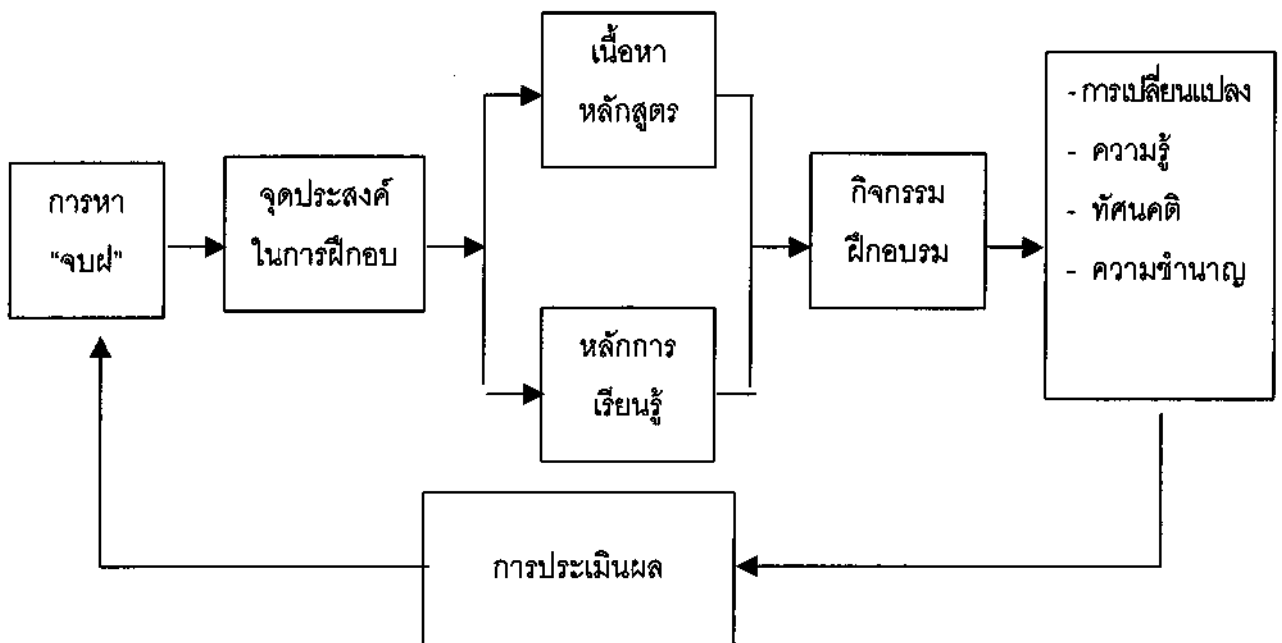 การหา
“จบฝ”
จุดประสงค์
ในการฝึกอบ
เนื้อหา
หลักสูตร
หลักการ
เรียนรู้
กิจกรรม
ฝึกอบรม
- การเปลี่ยนแปลง
- ความรู้
- ทัศนคติ
- ความชำนาญ
การประเมินผล